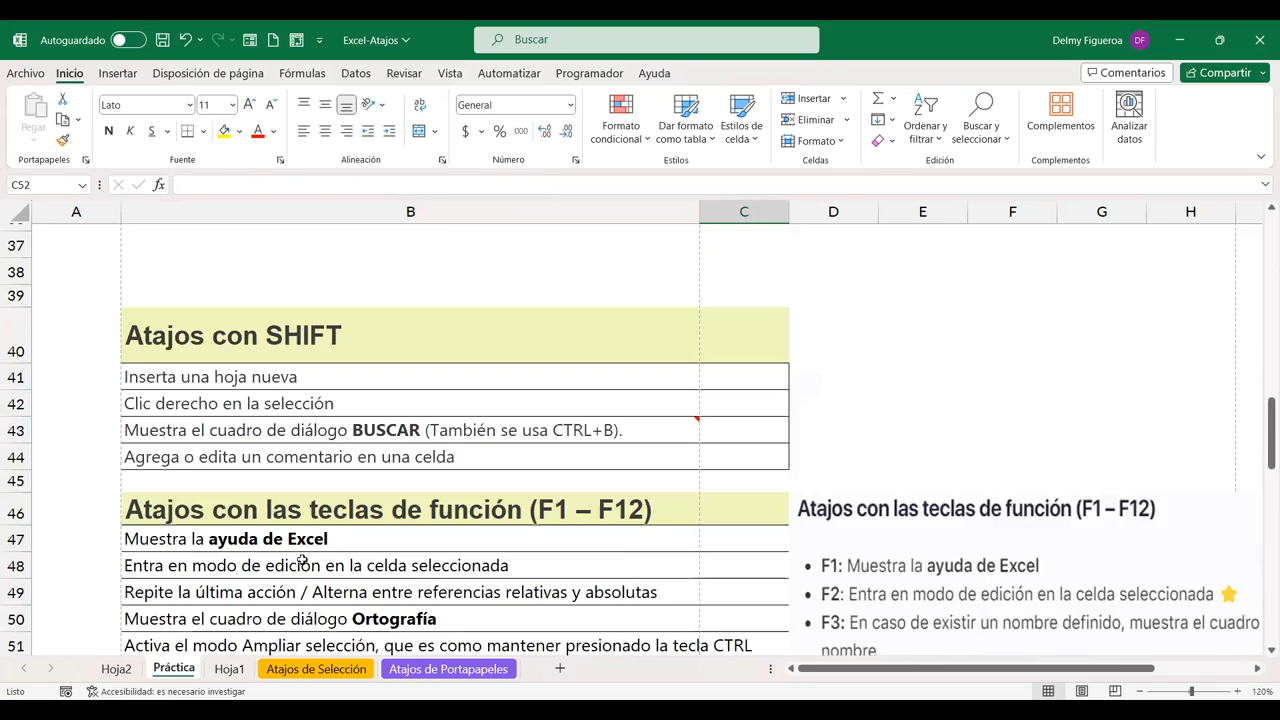 Autoguardado
Excel-Atajos
Buscar
Delmy Figueroa
DF
Archivo
Inicio
Insertar
Disposición de página
Fórmulas
Datos
Revisar
Vista
Automatizar
Programador
Ayuda
Comentarios
Compartir
Pegar
Portapapeles
Lato
11
N K S
Fuente
Alineación
General
$ % 000
Número
Formato condicional
Dar formato como tabla
Estilos de celda
Estilos
Insertar
Eliminar
Formato
Celdas
Ordenar y filtrar
Buscar y seleccionar
Edición
Complementos
Complementos
Analizar datos
C52
fx
A B C D E F G H
37
38
39
40 Atajos con SHIFT
41 Inserta una hoja nueva
42 Clic derecho en la selección
43 Muestra el cuadro de diálogo BUSCAR (También se usa CTRL+B).
44 Agrega o edita un comentario en una celda
45
46 Atajos con las teclas de función (F1 – F12)
47 Muestra la ayuda de Excel
48 Entra en modo de edición en la celda seleccionada
49 Repite la última acción / Alterna entre referencias relativas y absolutas
50 Muestra el cuadro de diálogo Ortografía
51 Activa el modo Ampliar selección, que es como mantener presionado la tecla CTRL
Atajos con las teclas de función (F1 – F12)
• F1: Muestra la ayuda de Excel
• F2: Entra en modo de edición en la celda seleccionada
• F3: En caso de existir un nombre definido, muestra el cuadro
nombre.
Hoja2
Práctica
Hoja1
Atajos de Selección
Atajos de Portapapeles
Listo
Accesibilidad: es necesario investigar
120%